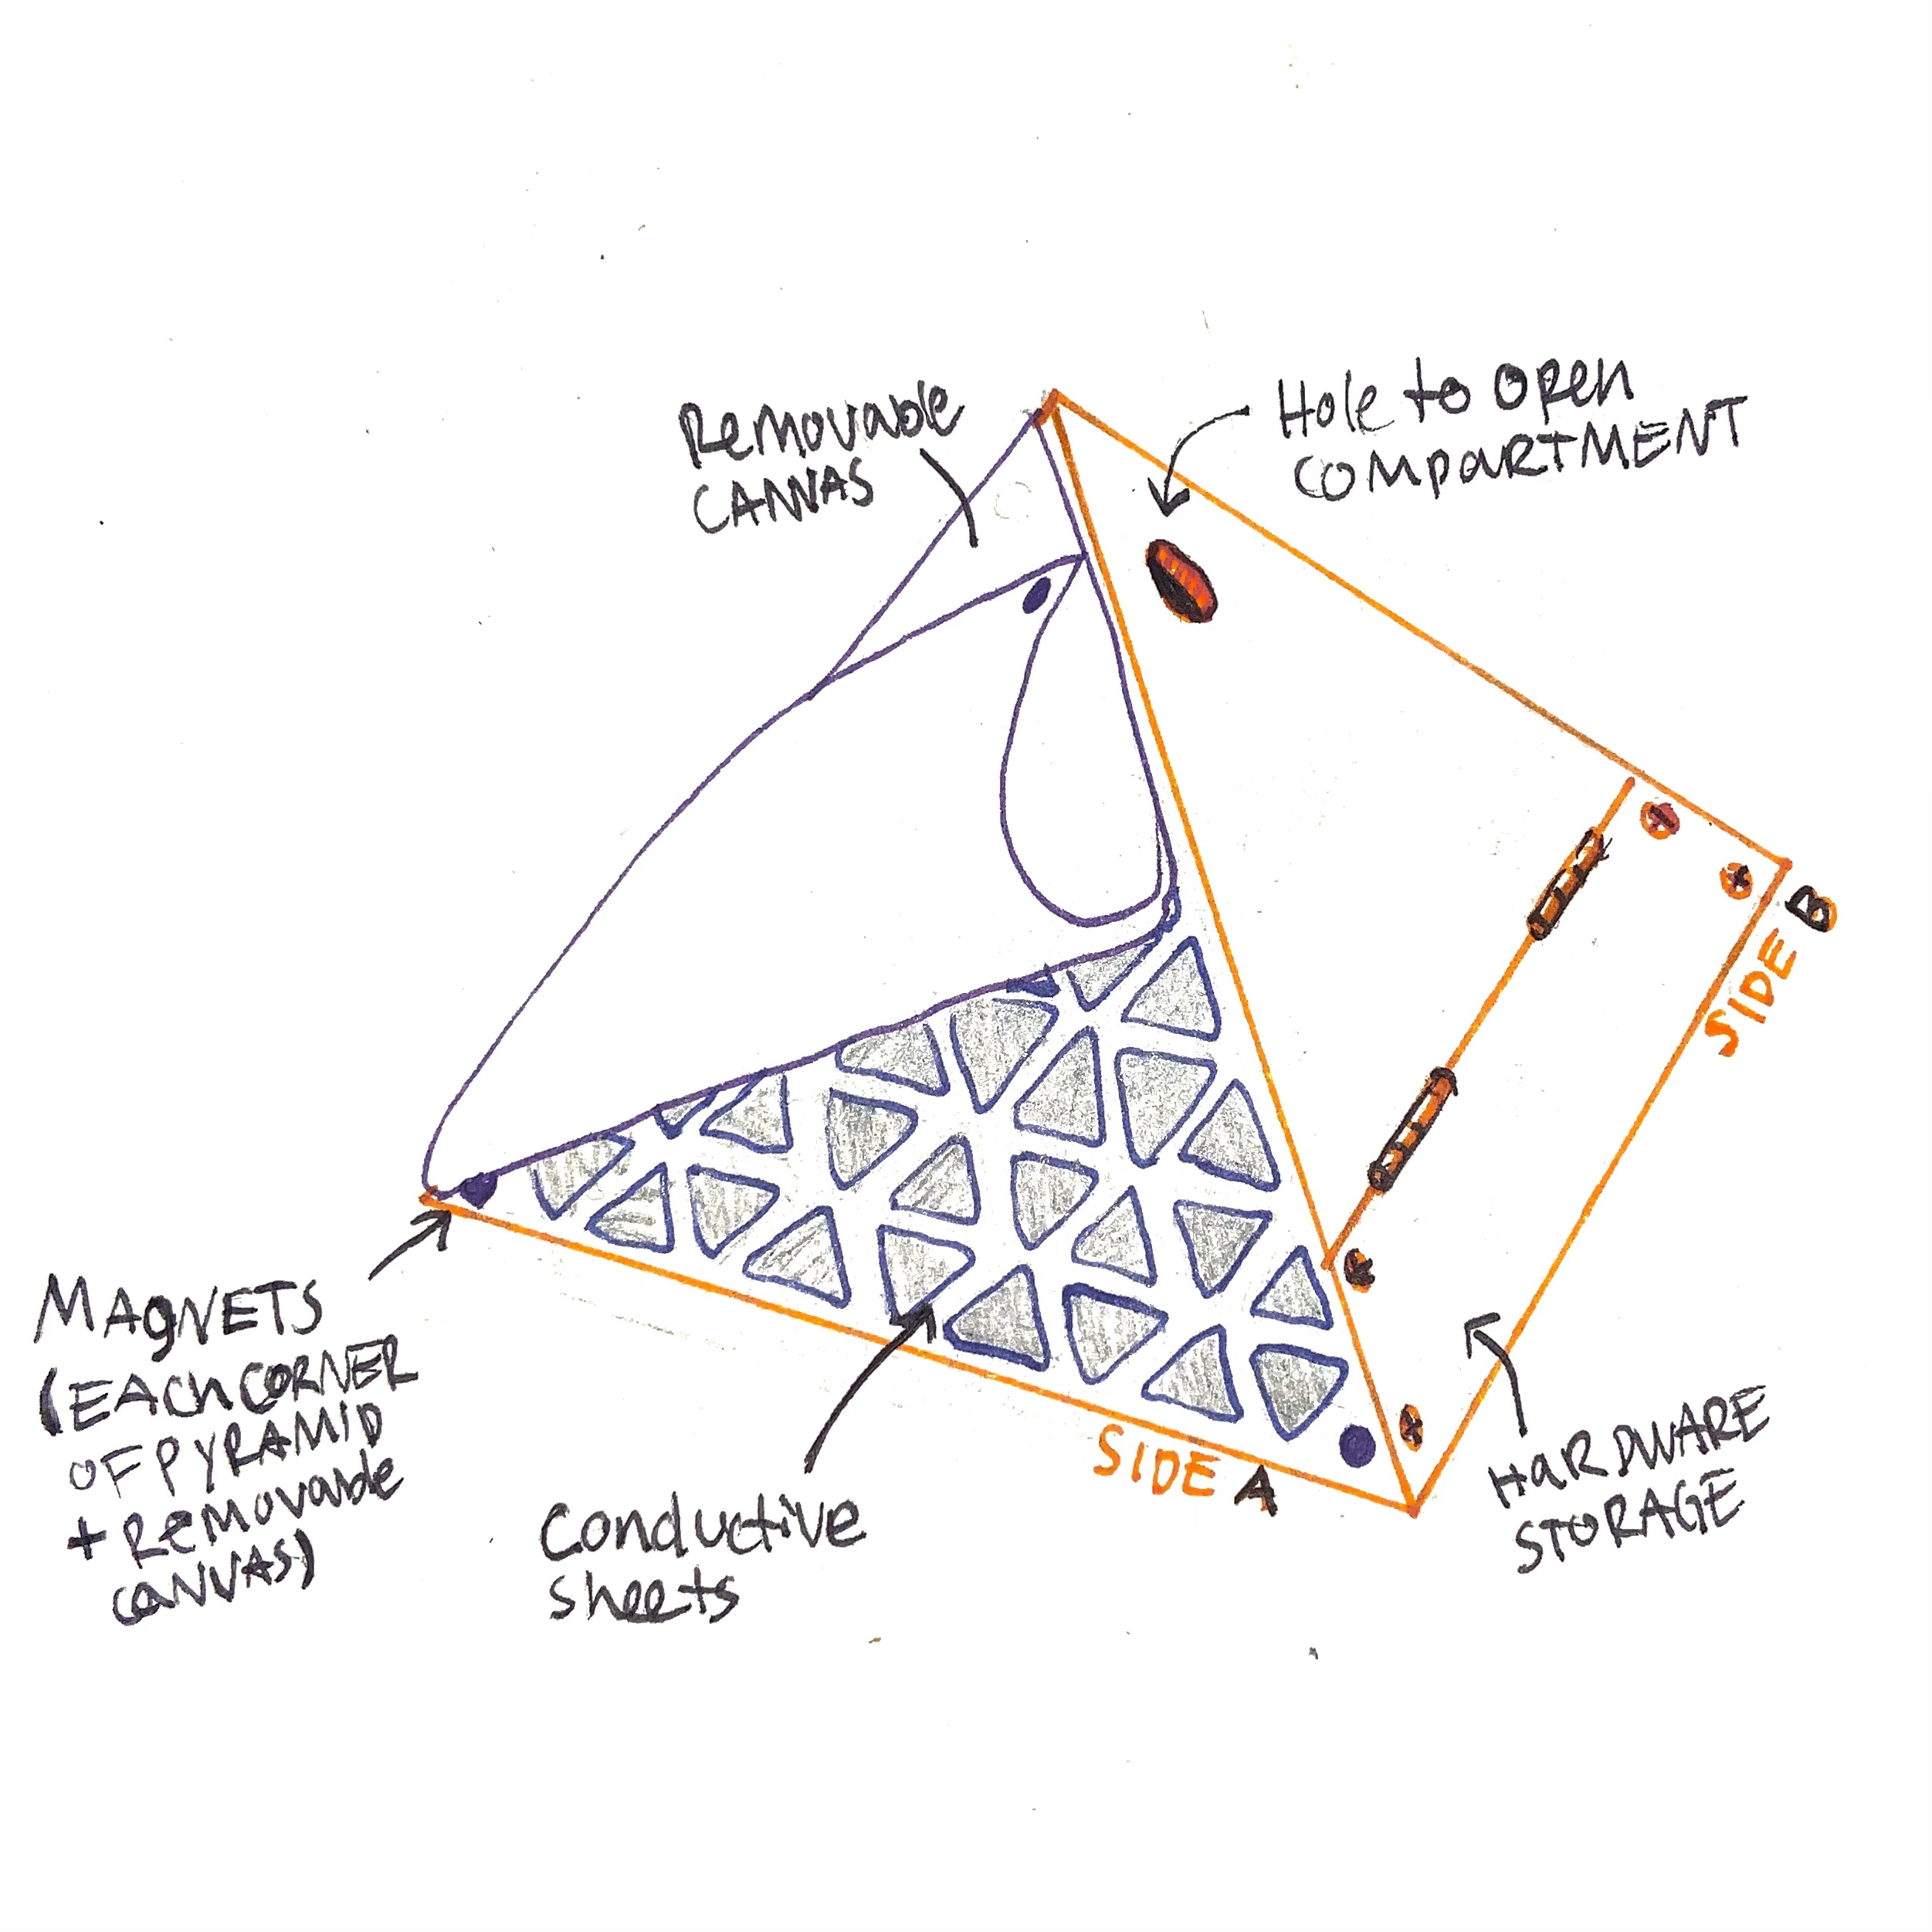 Removable
CANVAS
Hole to open
COMPARTMENT
SIDE B
MAgNETS
(EACh CORNER
OF PYRAMID
+ Removable
CANVAS)
Conductive
sheets
SIDE A
HARDWARE
STORAGE